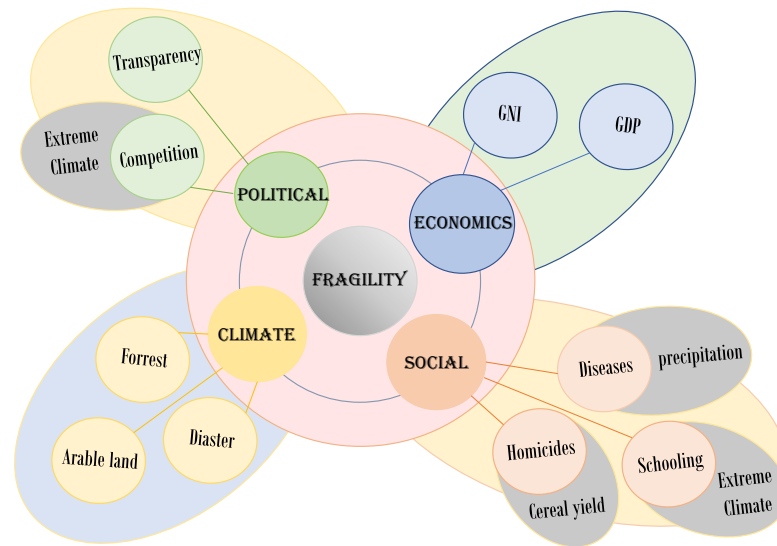 Transparency
Extreme
Climate
Competition
POLITICAL
GNI
GDP
ECONOMICS
FRAGILITY
CLIMATE
Forrest
Arable land
Diaster
SOCIAL
Diseases
precipitation
Homicides
Cereal yield
Schooling
Extreme
Climate